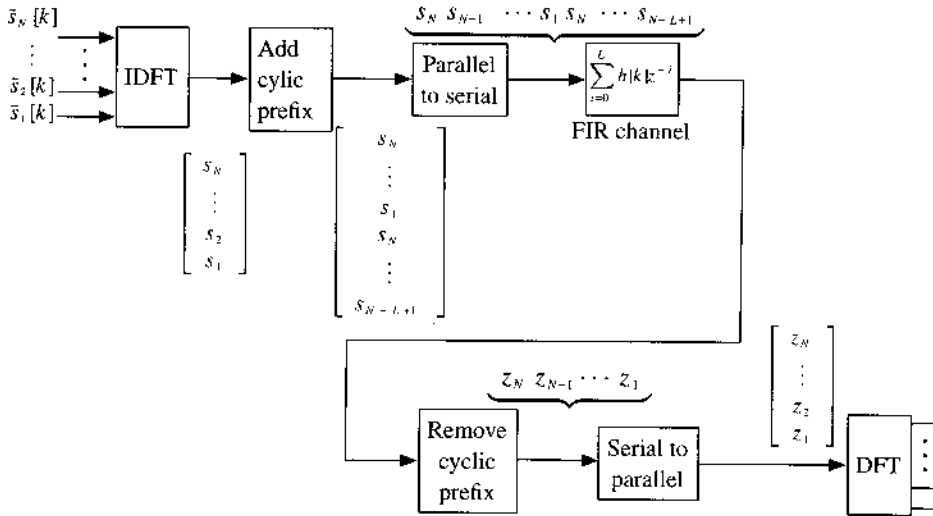 s̄_N [k]
⋮ ⋮
s̄_2 [k]
s̄_1 [k]
IDFT
Add
cylic
prefix
s_N s_{N-1} ⋯ s_1 s_N ⋯ s_{N-L+1}
Parallel
to serial
L
∑ h[k]z^{-i}
i=0
FIR channel
s_N
⋮
s_2
s_1
s_N
⋮
s_1
s_N
⋮
s_{N-L+1}
z_N z_{N-1} ⋯ z_1
Remove
cyclic
prefix
Serial to
parallel
z_N
⋮
z_2
z_1
DFT
⋮